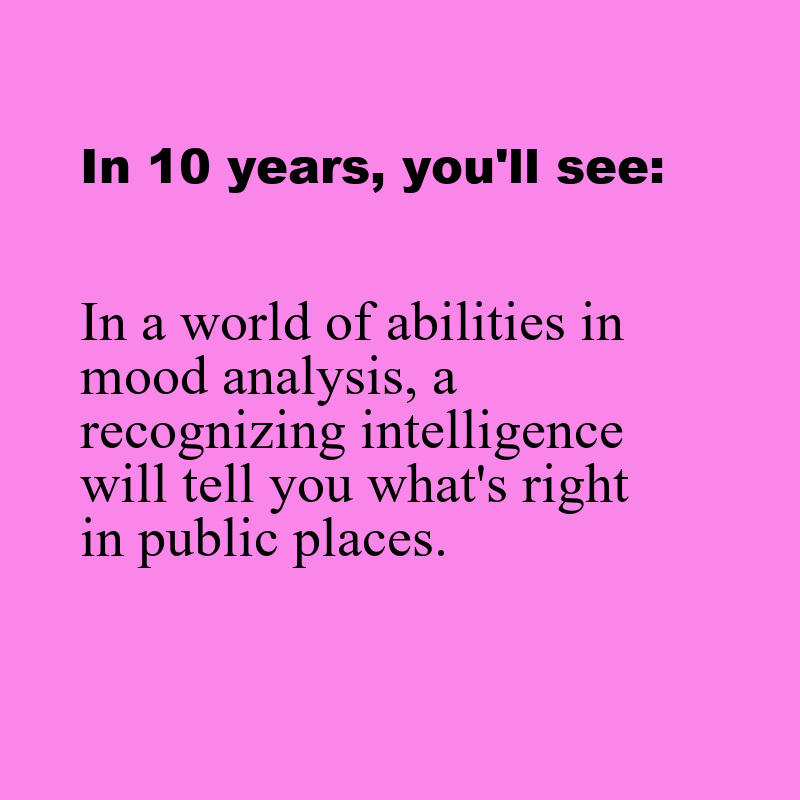 In 10 years, you'll see:
In a world of abilities in
mood analysis, a
recognizing intelligence
will tell you what's right
in public places.